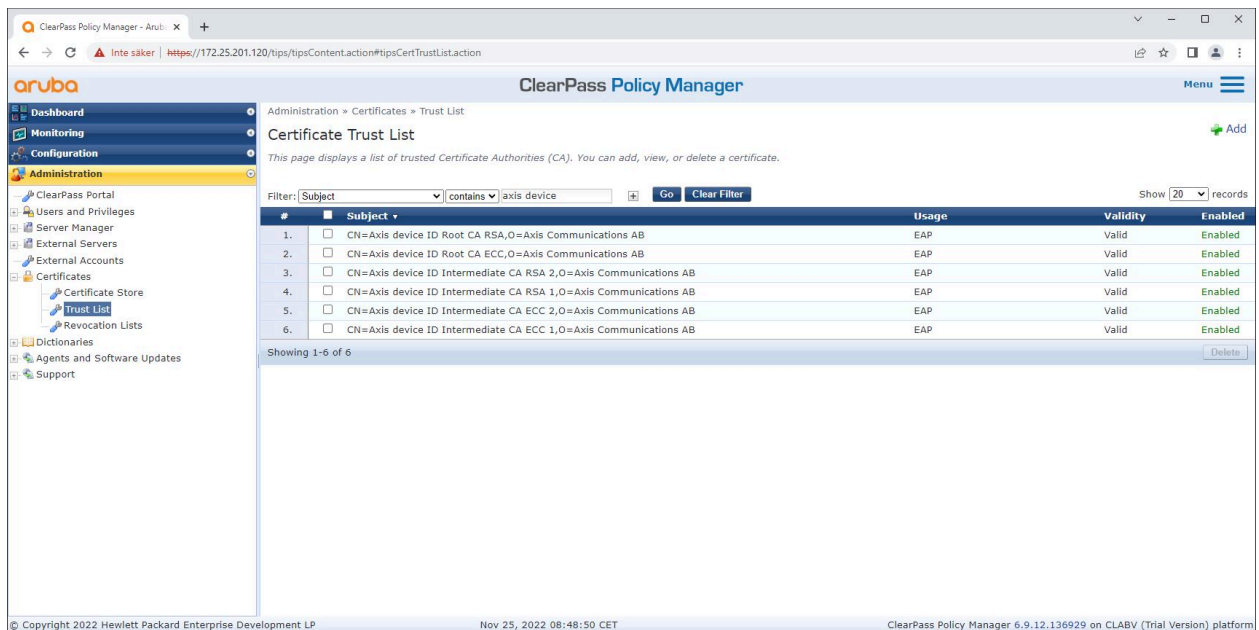 ClearPass Policy Manager - Arub
Inte säker | https://172.25.201.120/tips/tipsContent.action#tipsCertTrustList.action
aruba
ClearPass Policy Manager
Menu
Dashboard
Monitoring
Configuration
Administration
ClearPass Portal
Users and Privileges
Server Manager
External Servers
External Accounts
Certificates
Certificate Store
Trust List
Revocation Lists
Dictionaries
Agents and Software Updates
Support
Administration » Certificates » Trust List
Certificate Trust List
Add
This page displays a list of trusted Certificate Authorities (CA). You can add, view, or delete a certificate.
Filter: Subject contains axis device + Go Clear Filter Show 20 records
# Subject Usage Validity Enabled
1. CN=Axis device ID Root CA RSA,O=Axis Communications AB EAP Valid Enabled
2. CN=Axis device ID Root CA ECC,O=Axis Communications AB EAP Valid Enabled
3. CN=Axis device ID Intermediate CA RSA 2,O=Axis Communications AB EAP Valid Enabled
4. CN=Axis device ID Intermediate CA RSA 1,O=Axis Communications AB EAP Valid Enabled
5. CN=Axis device ID Intermediate CA ECC 2,O=Axis Communications AB EAP Valid Enabled
6. CN=Axis device ID Intermediate CA ECC 1,O=Axis Communications AB EAP Valid Enabled
Showing 1-6 of 6 Delete
© Copyright 2022 Hewlett Packard Enterprise Development LP Nov 25, 2022 08:48:50 CET ClearPass Policy Manager 6.9.12.136929 on CLABV (Trial Version) platform